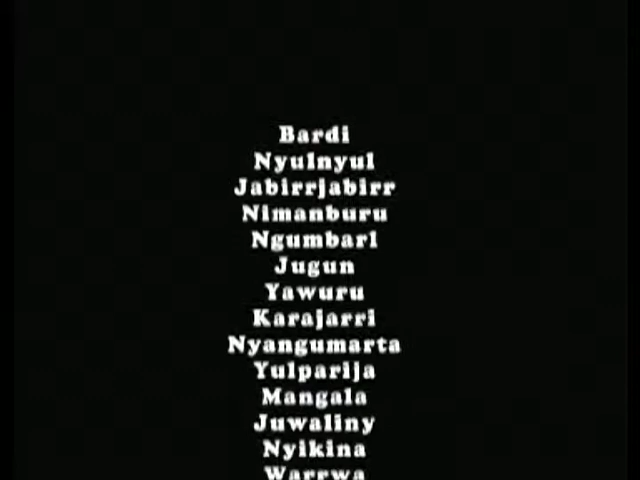 Bardi
Nyulnyul
Jabirrjabirr
Nimanburu
Ngumbarl
Jugun
Yawuru
Karajarri
Nyangumarta
Yulparija
Mangala
Juwaliny
Nyikina
Warrwa